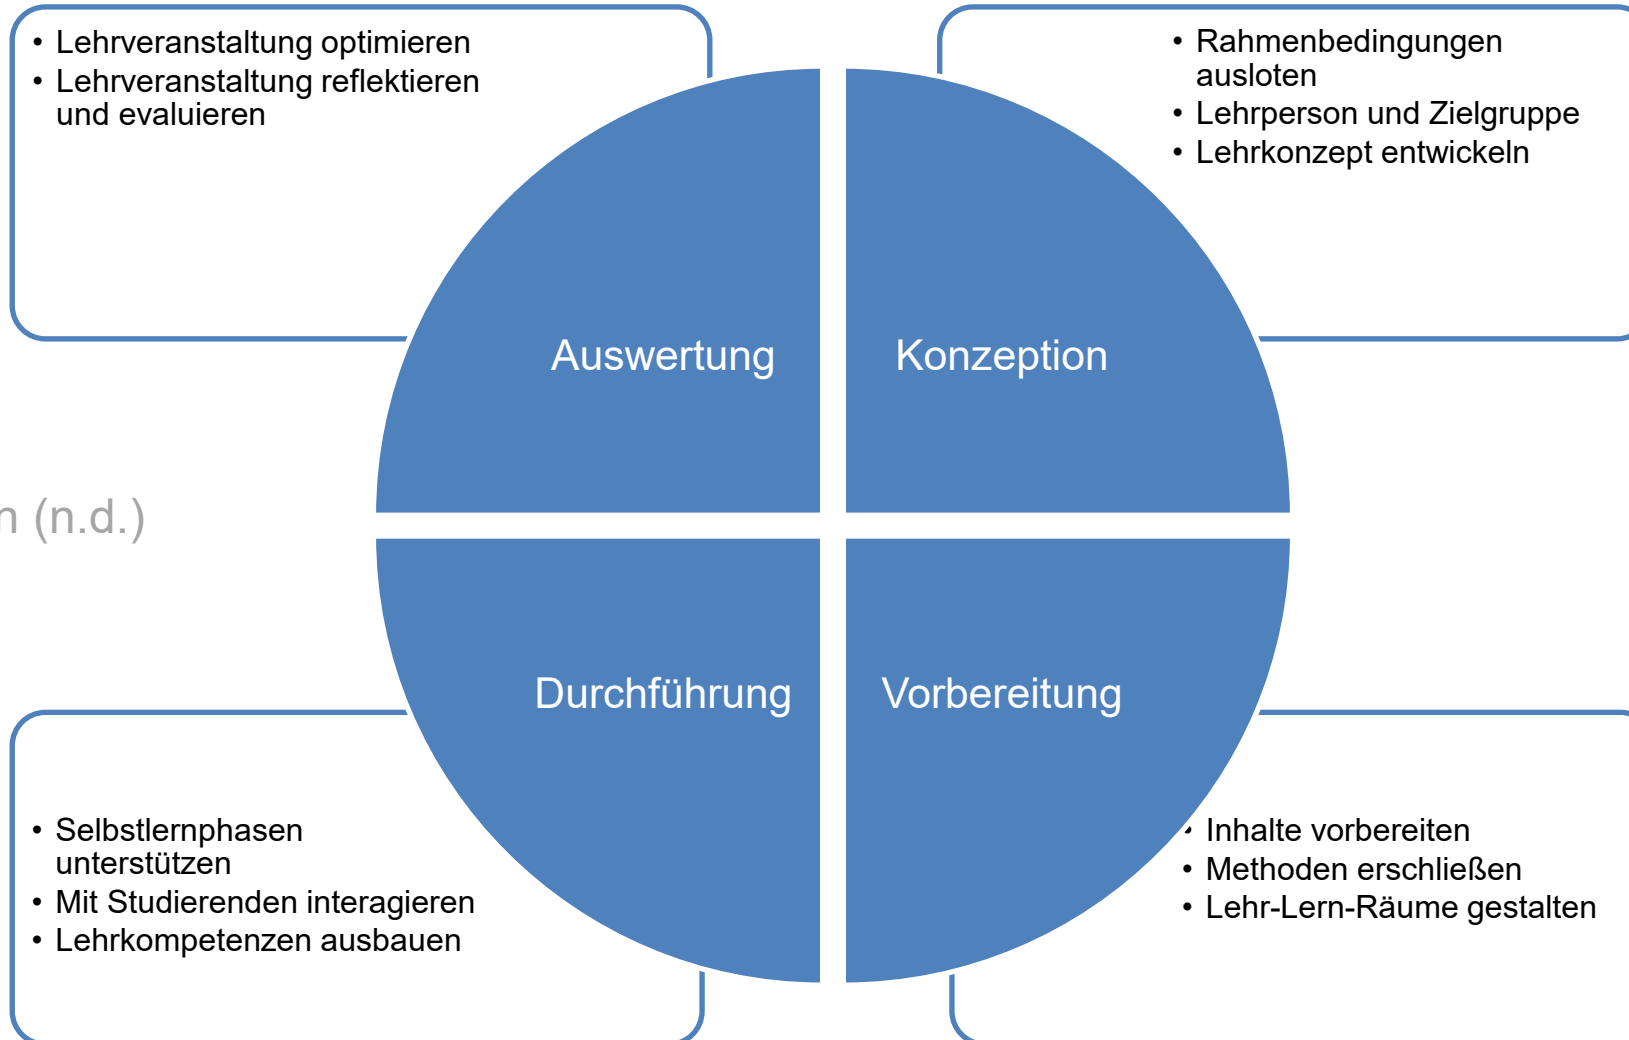 • Lehrveranstaltung optimieren
• Lehrveranstaltung reflektieren
und evaluieren
• Rahmenbedingungen
ausloten
• Lehrperson und Zielgruppe
• Lehrkonzept entwickeln
Auswertung
Konzeption
(n.d.)
Durchführung
Vorbereitung
• Selbstlernphasen
unterstützen
• Mit Studierenden interagieren
• Lehrkompetenzen ausbauen
• Inhalte vorbereiten
• Methoden erschließen
• Lehr-Lern-Räume gestalten